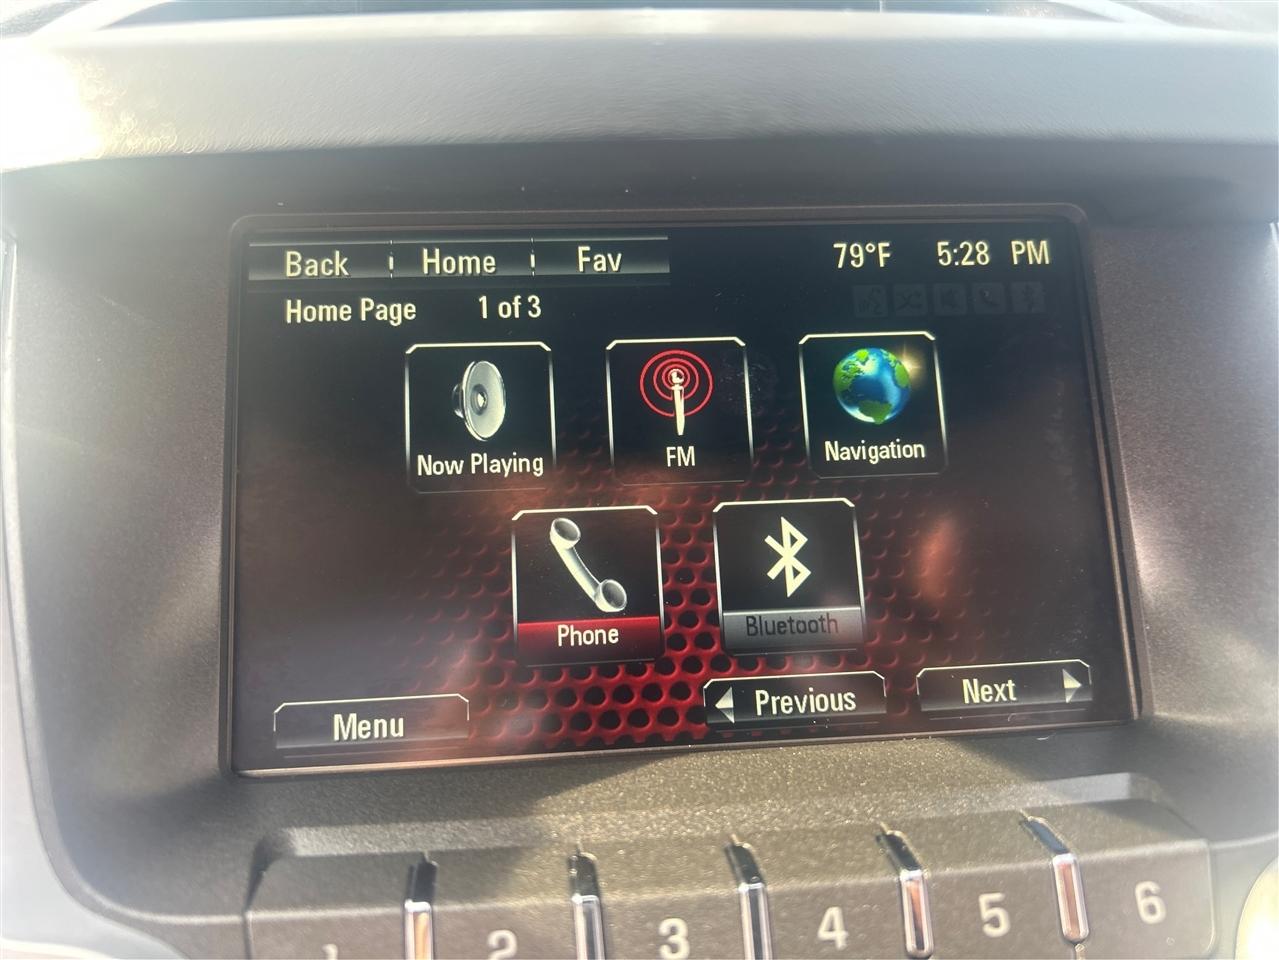 Back Home Fav 79°F 5:28 PM
Home Page 1 of 3
Now Playing FM Navigation
Phone Bluetooth
Menu Previous Next
1 2 3 4 5 6